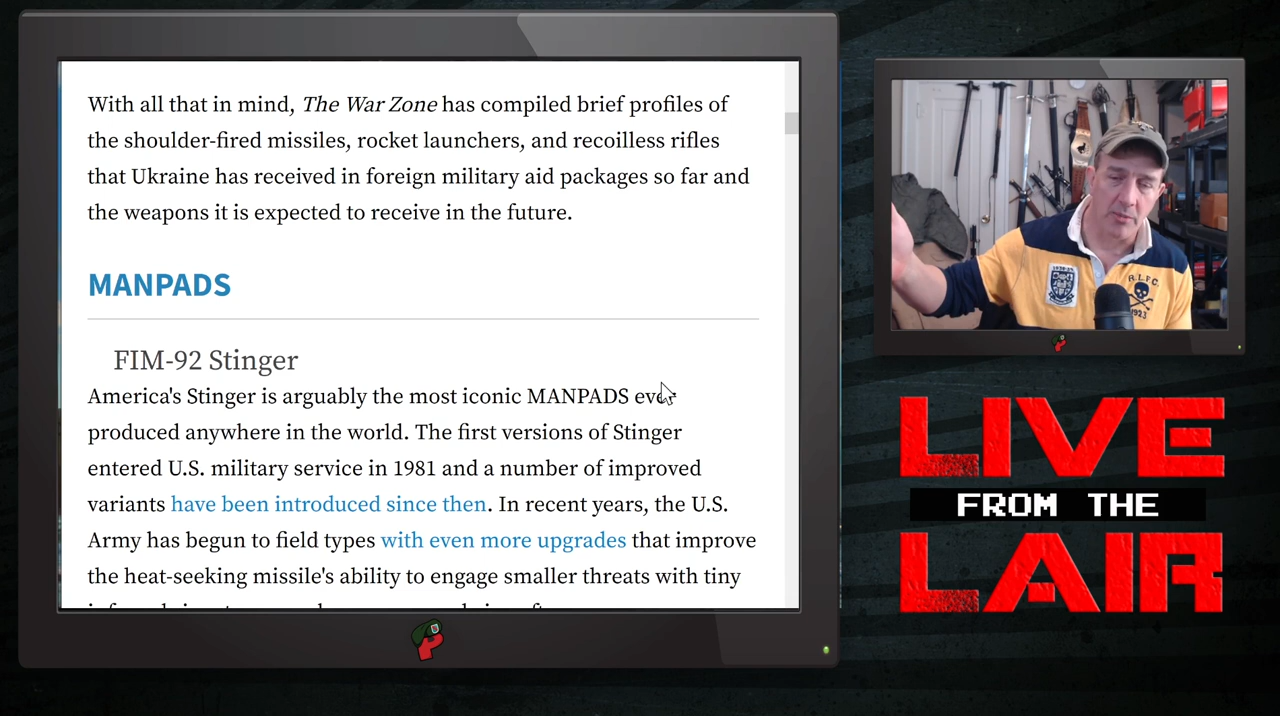 With all that in mind, The War Zone has compiled brief profiles of
the shoulder-fired missiles, rocket launchers, and recoilless rifles
that Ukraine has received in foreign military aid packages so far and
the weapons it is expected to receive in the future.
MANPADS
FIM-92 Stinger
America's Stinger is arguably the most iconic MANPADS ever
produced anywhere in the world. The first versions of Stinger
entered U.S. military service in 1981 and a number of improved
variants have been introduced since then. In recent years, the U.S.
Army has begun to field types with even more upgrades that improve
the heat-seeking missile's ability to engage smaller threats with tiny
R.L.F.C.
1923
LIVE
FROM THE
LAIR